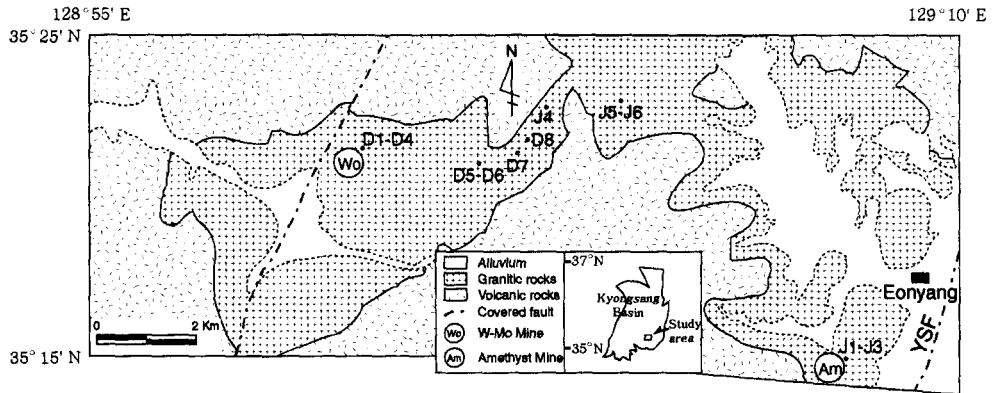 128°55' E
129°10' E
35°25' N
N
J4
J5-J6
D1-D4
D8
Wo
D7
D5-D6
Alluvium
Granitic rocks
Volcanic rocks
Covered fault
Wo W-Mo Mine
Am Amethyst Mine
37°N
Kyongsang
Basin
Study
area
35°N
Eonyang
YSF
0 2 Km
35°15' N
J1-J3
Am